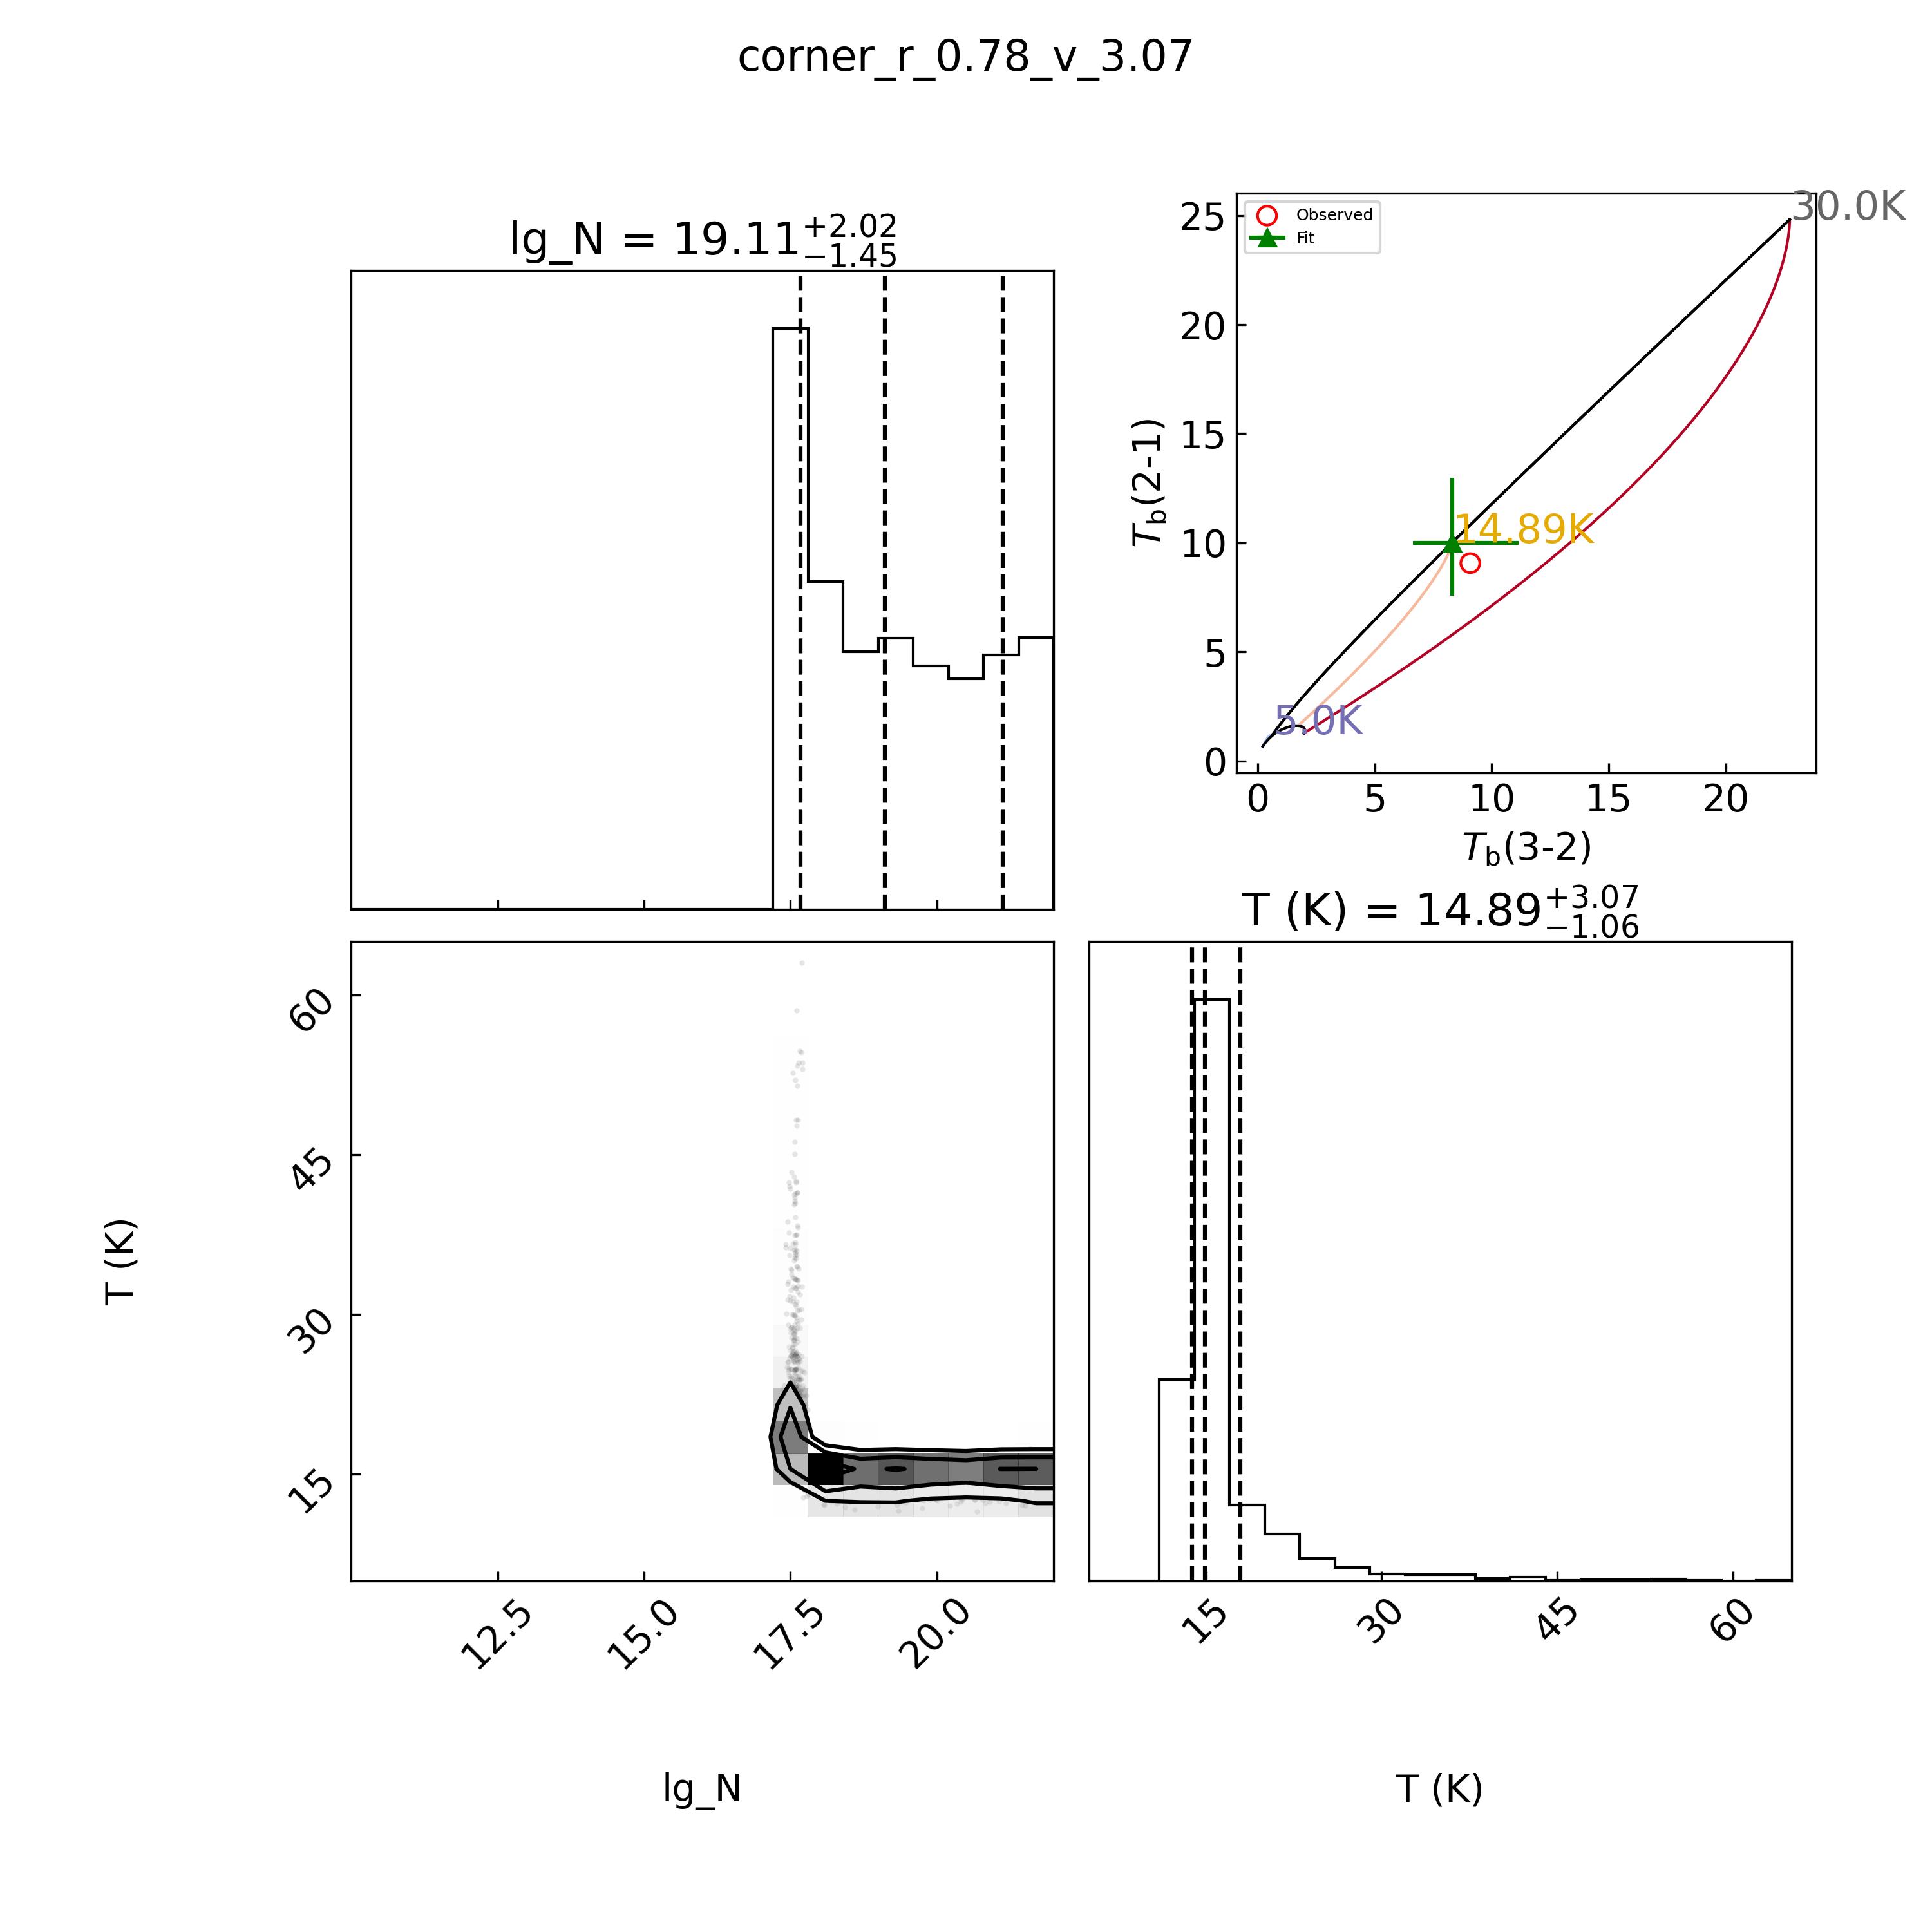 corner_r_0.78_v_3.07
lg_N = 19.11+2.02−1.45
30.0K
25
20
15
10
5
0
Observed
Fit
14.89K
5.0K
Tb(2-1)
0 5 10 15 20
Tb(3-2)
T (K) = 14.89+3.07−1.06
60
45
30
15
T (K)
12.5 15.0 17.5 20.0
lg_N
15 30 45 60
T (K)